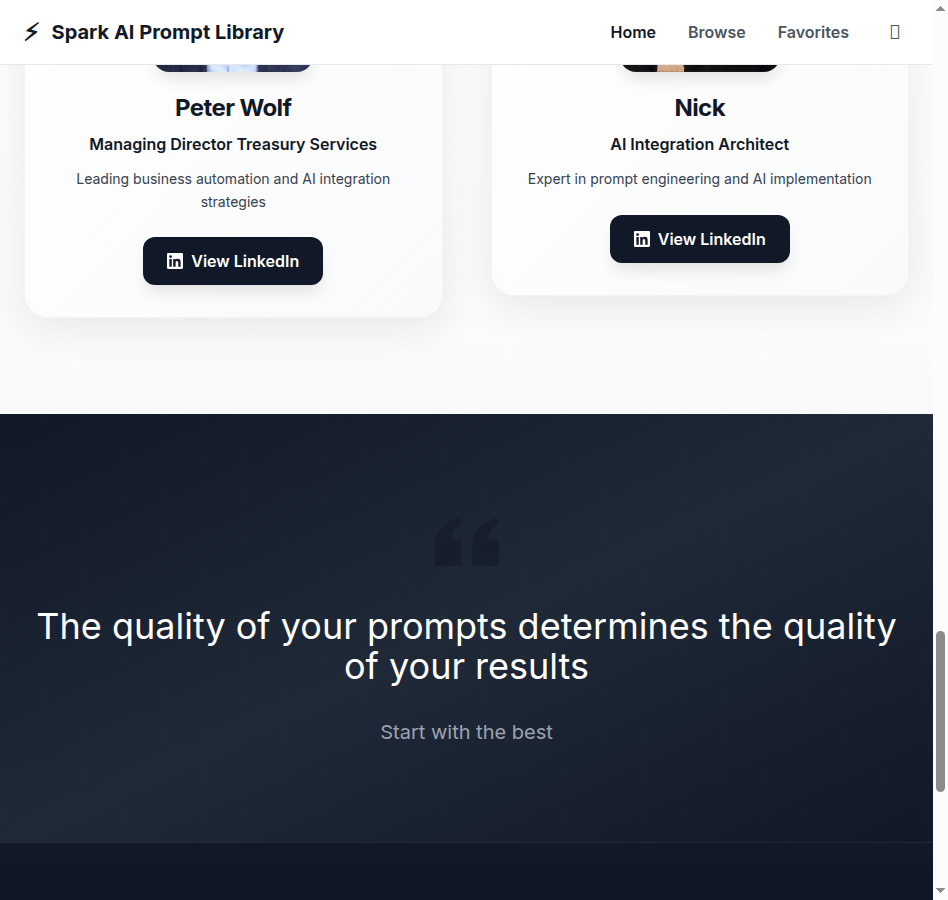 Spark AI Prompt Library
Home
Browse
Favorites
Peter Wolf
Managing Director Treasury Services
Leading business automation and AI integration
strategies
View LinkedIn
Nick
AI Integration Architect
Expert in prompt engineering and AI implementation
View LinkedIn
The quality of your prompts determines the quality
of your results
Start with the best